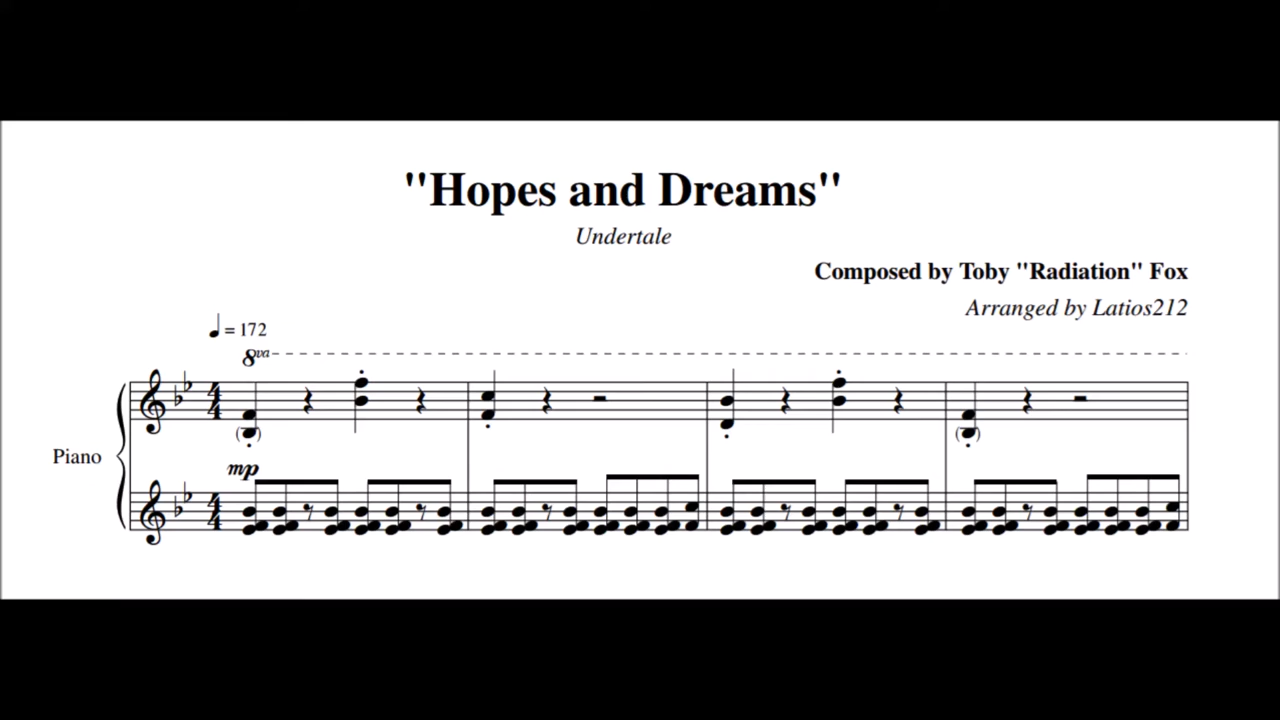 "Hopes and Dreams"
Undertale
Composed by Toby "Radiation" Fox
Arranged by Latios212
♩ = 172
8va
Piano
mp